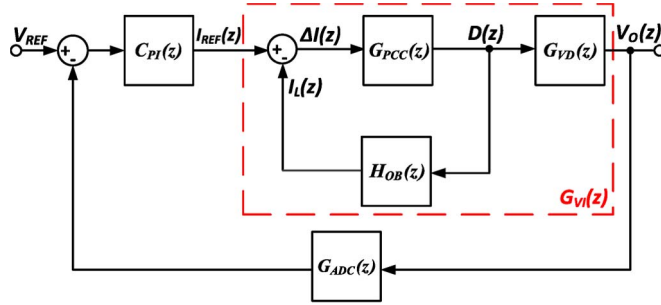 V_REF
+
-
C_PI(z)
I_REF(z)
+
-
ΔI(z)
G_PCC(z)
D(z)
G_VD(z)
V_O(z)
I_L(z)
H_OB(z)
G_VI(z)
G_ADC(z)